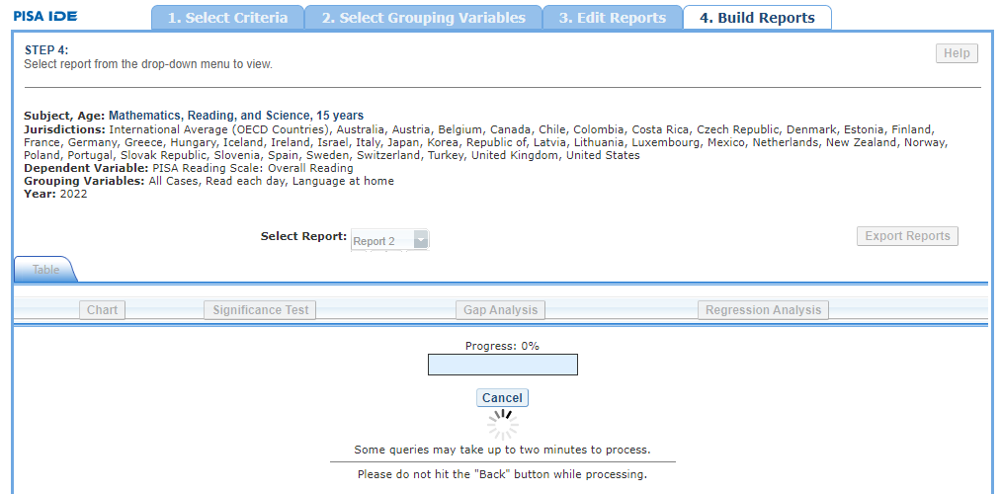 PISA IDE
1. Select Criteria
2. Select Grouping Variables
3. Edit Reports
4. Build Reports
STEP 4:
Help
Select report from the drop-down menu to view.
Subject, Age: Mathematics, Reading, and Science, 15 years
Jurisdictions: International Average (OECD Countries), Australia, Austria, Belgium, Canada, Chile, Colombia, Costa Rica, Czech Republic, Denmark, Estonia, Finland,
France, Germany, Greece, Hungary, Iceland, Ireland, Israel, Italy, Japan, Korea, Republic of, Latvia, Lithuania, Luxembourg, Mexico, Netherlands, New Zealand, Norway,
Poland, Portugal, Slovak Republic, Slovenia, Spain, Sweden, Switzerland, Turkey, United Kingdom, United States
Dependent Variable: PISA Reading Scale: Overall Reading
Grouping Variables: All Cases, Read each day, Language at home
Year: 2022
Select Report: Report 2
Export Reports
Table
Chart
Significance Test
Gap Analysis
Regression Analysis
Progress: 0%
Cancel
Some queries may take up to two minutes to process.
Please do not hit the "Back" button while processing.